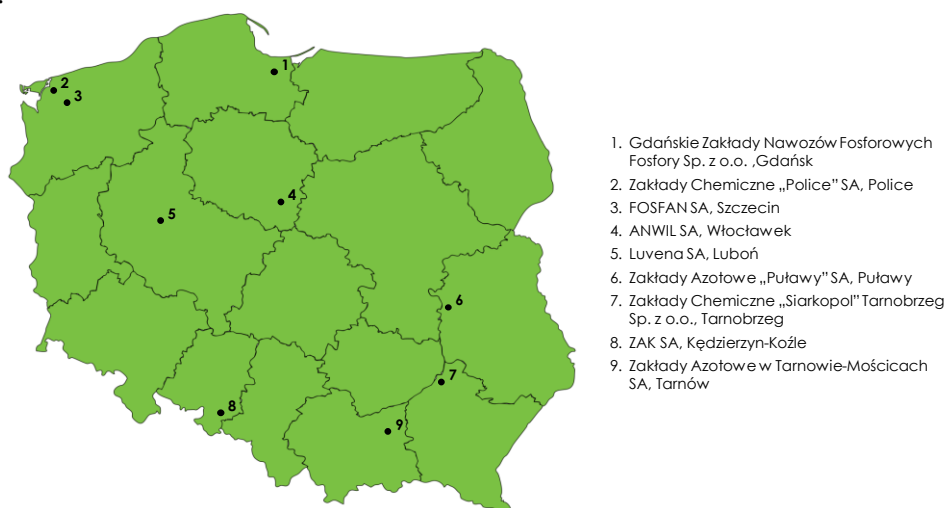 1
2
3
4
5
6
7
8
9
1. Gdańskie Zakłady Nawozów Fosforowych
Fosfory Sp. z o.o. ,Gdańsk
2. Zakłady Chemiczne „Police” SA, Police
3. FOSFAN SA, Szczecin
4. ANWIL SA, Włocławek
5. Luvena SA, Luboń
6. Zakłady Azotowe „Puławy” SA, Puławy
7. Zakłady Chemiczne „Siarkopol” Tarnobrzeg
Sp. z o.o., Tarnobrzeg
8. ZAK SA, Kędzierzyn-Koźle
9. Zakłady Azotowe w Tarnowie-Mościcach
SA, Tarnów